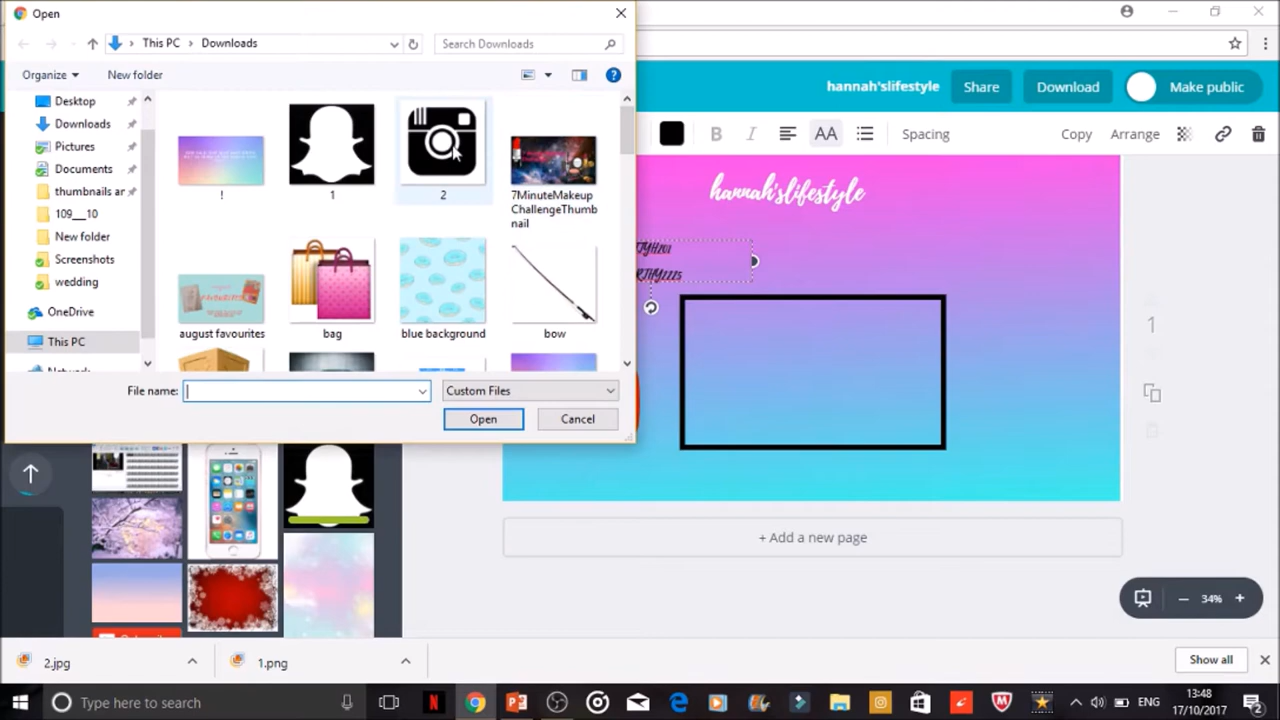 Open
This PC > Downloads
Search Downloads
Organize
New folder
Desktop
Downloads
Pictures
Documents
thumbnails ar
109___10
New folder
Screenshots
wedding
OneDrive
This PC
!
1
2
7MinuteMakeup
ChallengeThumb
nail
august favourites
bag
blue background
bow
File name:
Custom Files
Open
Cancel
hannah'slifestyle
Share
Download
Make public
B
I
AA
Spacing
Copy
Arrange
hannah'slifestyle
1
+ Add a new page
34%
2.jpg
1.png
Show all
Type here to search
ENG
13:48
17/10/2017
2